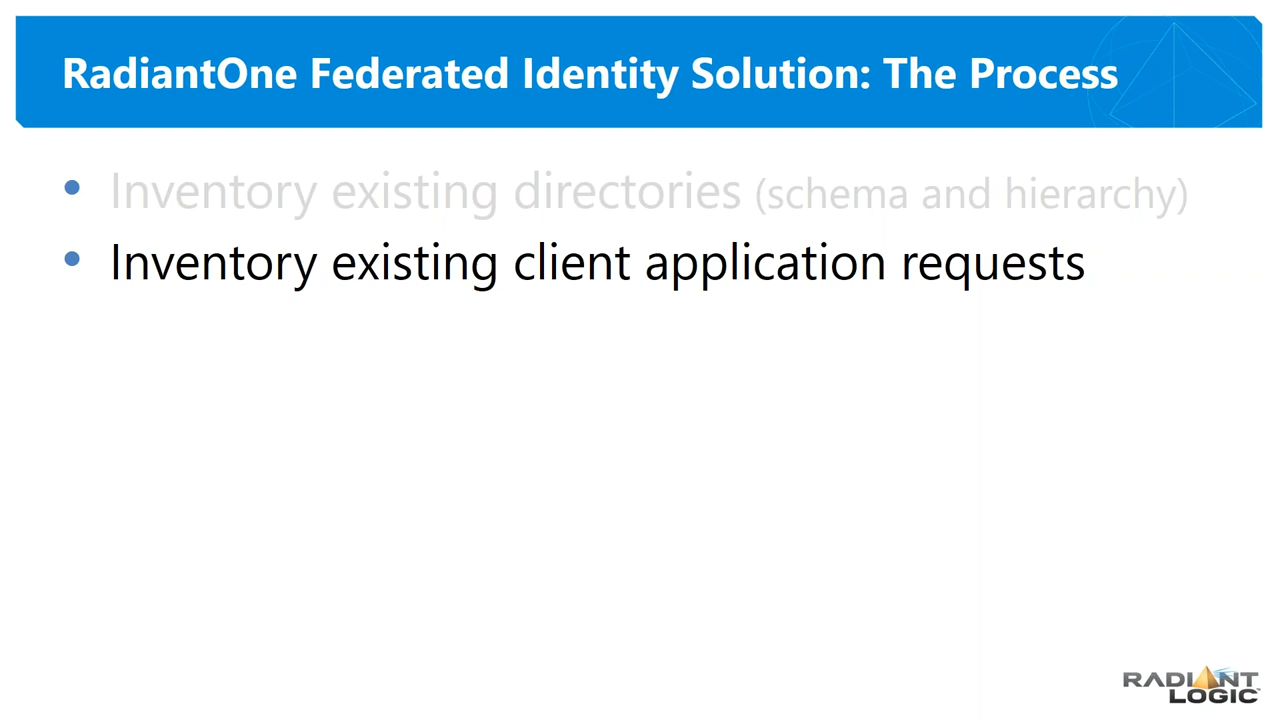 RadiantOne Federated Identity Solution: The Process
• Inventory existing directories (schema and hierarchy)
• Inventory existing client application requests
RADIANT
LOGIC